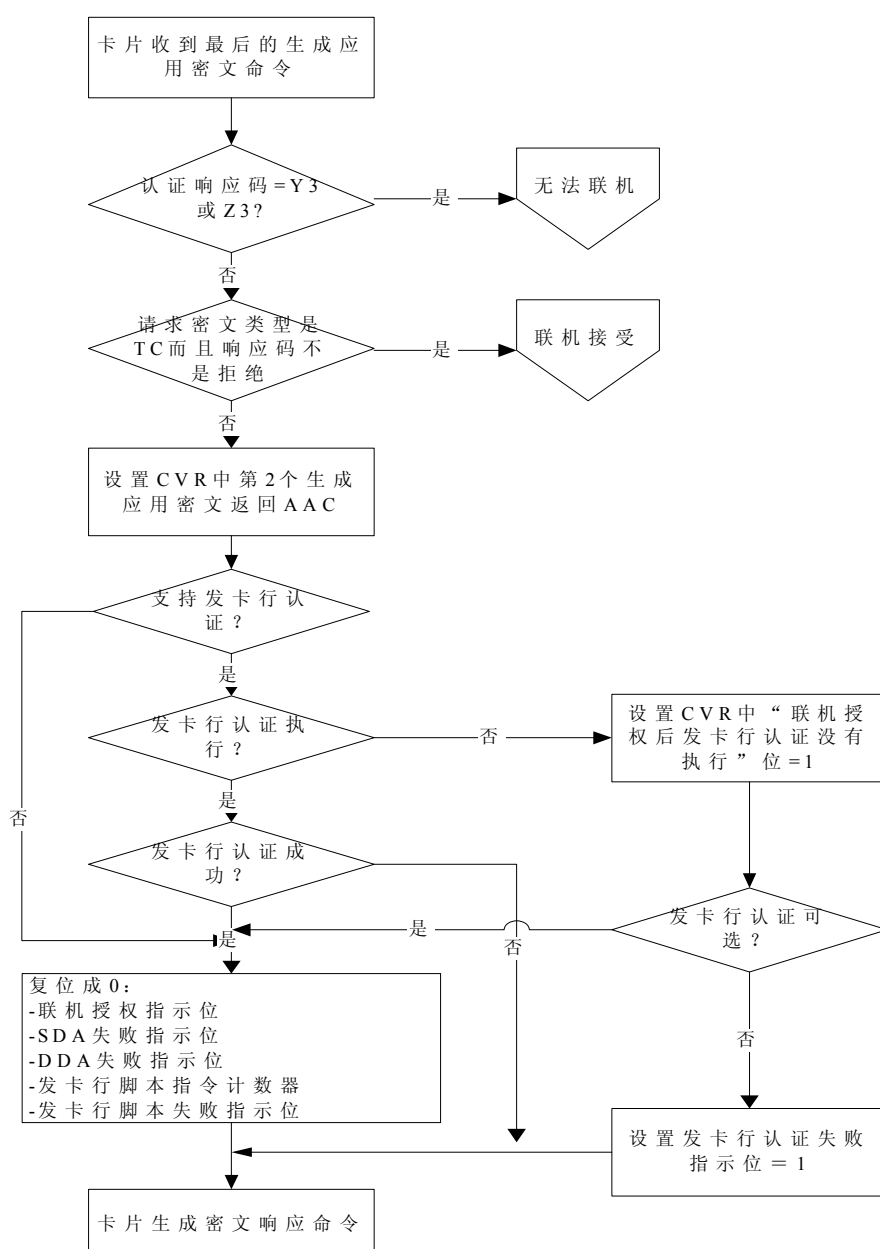 卡片收到最后的生成应
用密文命令
认证响应码=Y3
或Z3?
是
无法联机
否
请求密文类型是
TC而且响应码不
是拒绝
是
联机接受
否
设置CVR中第2个生成
应用密文返回AAC
支持发卡行认
证?
是
发卡行认证执
行?
否
设置CVR中“联机授
权后发卡行认证没有
执行”位=1
是
否
发卡行认证成
功?
发卡行认证可
选?
是
是
否
复位成0:
-联机授权指示位
-SDA失败指示位
-DDA失败指示位
-发卡行脚本指令计数器
-发卡行脚本失败指示位
否
设置发卡行认证失败
指示位=1
卡片生成密文响应命令